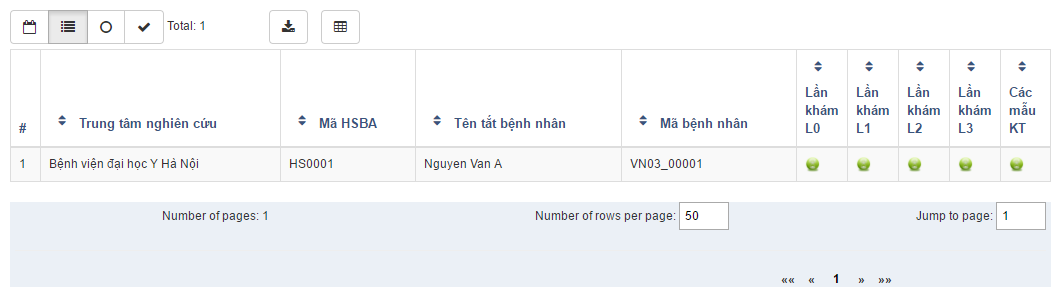 Total: 1
# Trung tâm nghiên cứu Mã HSBA Tên tắt bệnh nhân Mã bệnh nhân Lần khám L0 Lần khám L1 Lần khám L2 Lần khám L3 Các mẫu KT
1 Bệnh viện đại học Y Hà Nội HS0001 Nguyen Van A VN03_00001
Number of pages: 1 Number of rows per page: 50 Jump to page: 1
«« « 1 » »»